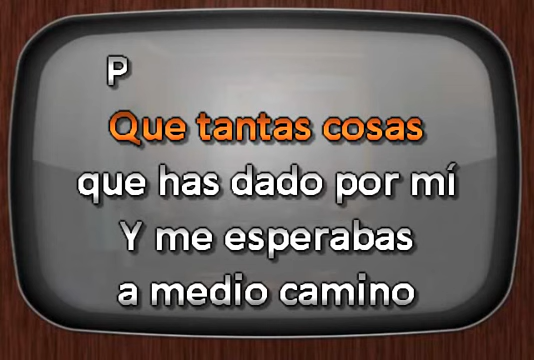 P
Que tantas cosas
que has dado por mí
Y me esperabas
a medio camino